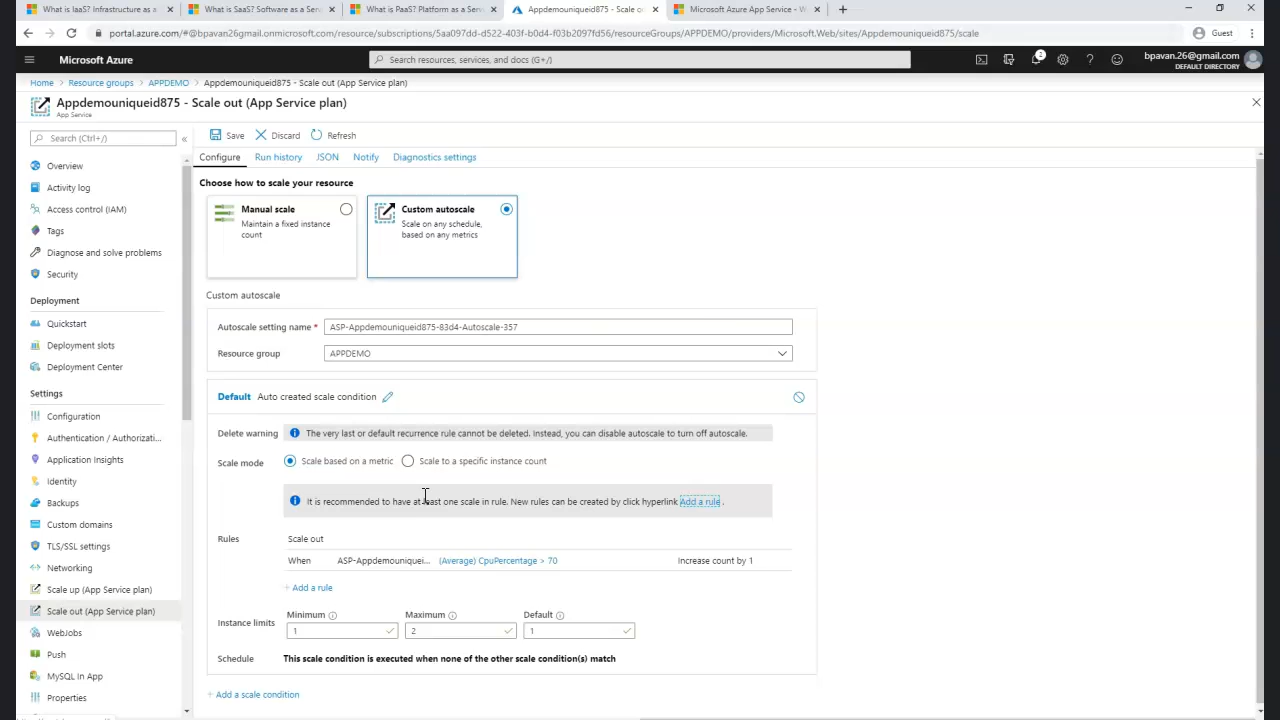 What is IaaS? Infrastructure as a
What is SaaS? Software as a Serv
What is PaaS? Platform as a Serv
Appdemouniqueid875 - Scale o
Microsoft Azure App Service - W
portal.azure.com/#@bpavan26gmail.onmicrosoft.com/resource/subscriptions/5aa097dd-d522-403f-b0d4-f03b2097fd56/resourceGroups/APPDEMO/providers/Microsoft.Web/sites/Appdemouniqueid875/scale
Guest
Microsoft Azure
Search resources, services, and docs (G+/)
2
bpavan.26@gmail.com
DEFAULT DIRECTORY
Home > Resource groups > APPDEMO > Appdemouniqueid875 - Scale out (App Service plan)
Appdemouniqueid875 - Scale out (App Service plan)
App Service
Search (Ctrl+/)
Overview
Activity log
Access control (IAM)
Tags
Diagnose and solve problems
Security
Deployment
Quickstart
Deployment slots
Deployment Center
Settings
Configuration
Authentication / Authorizati...
Application Insights
Identity
Backups
Custom domains
TLS/SSL settings
Networking
Scale up (App Service plan)
Scale out (App Service plan)
WebJobs
Push
MySQL In App
Properties
Save Discard Refresh
Configure Run history JSON Notify Diagnostics settings
Choose how to scale your resource
Manual scale
Maintain a fixed instance
count
Custom autoscale
Scale on any schedule,
based on any metrics
Custom autoscale
Autoscale setting name * ASP-Appdemouniqueid875-83d4-Autoscale-357
Resource group APPDEMO
Default Auto created scale condition
Delete warning The very last or default recurrence rule cannot be deleted. Instead, you can disable autoscale to turn off autoscale.
Scale mode Scale based on a metric Scale to a specific instance count
It is recommended to have at least one scale in rule. New rules can be created by click hyperlink Add a rule .
Rules Scale out
When ASP-Appdemouniquei... (Average) CpuPercentage > 70 Increase count by 1
+ Add a rule
Instance limits Minimum Maximum Default
1 2 1
Schedule This scale condition is executed when none of the other scale condition(s) match
+ Add a scale condition